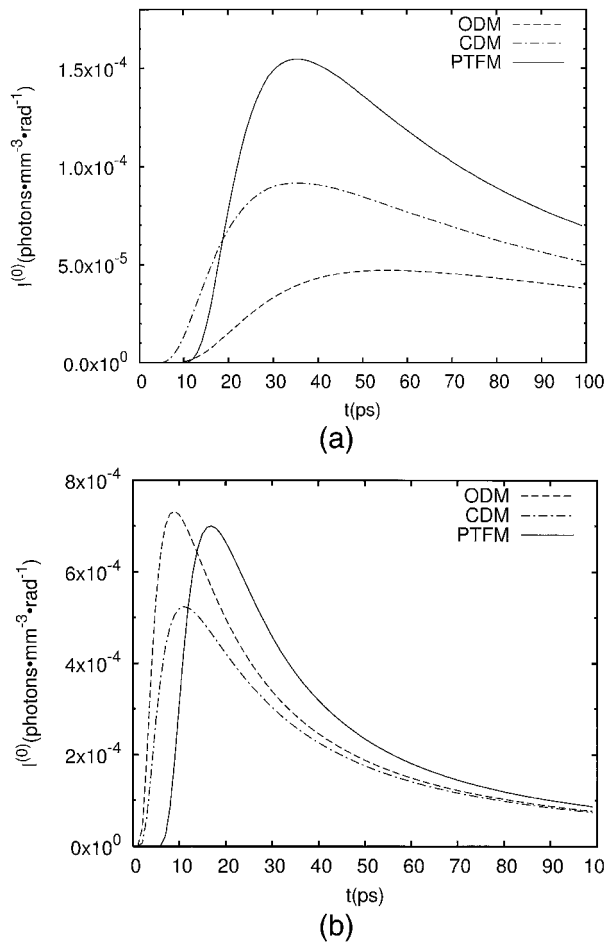 ODM
CDM
PTFM
1.5x10⁻⁴
1.0x10⁻⁴
5.0x10⁻⁵
0.0x10⁰
I⁽⁰⁾(photons•mm⁻³•rad⁻¹)
0 10 20 30 40 50 60 70 80 90 100
t(ps)
(a)
ODM
CDM
PTFM
8x10⁻⁴
6x10⁻⁴
4x10⁻⁴
2x10⁻⁴
0x10⁰
I⁽⁰⁾(photons•mm⁻³•rad⁻¹)
0 10 20 30 40 50 60 70 80 90 10
t(ps)
(b)